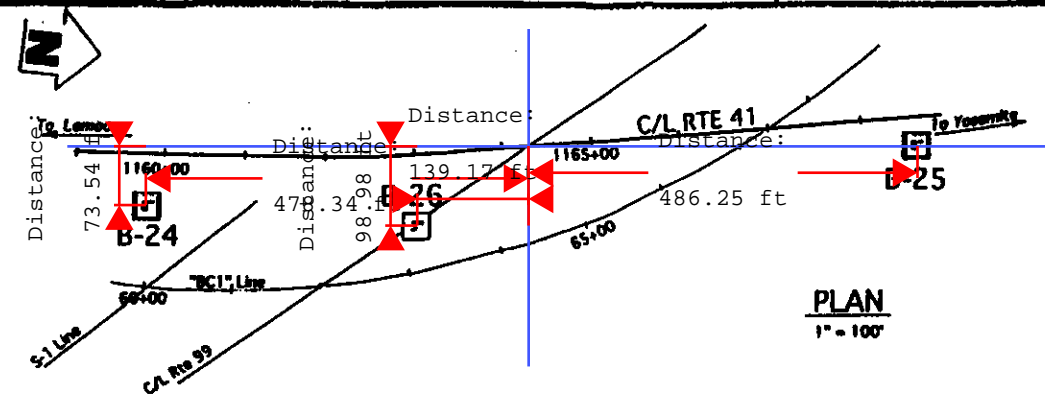 N
To Lemoore
C/L RTE 41
To Yosemite
Distance:
139.17 ft
Distance:
478.34 ft
Distance:
486.25 ft
Distance:
73.54 ft
Distance:
98.98 ft
1160+00
1165+00
B-24
B-26
B-25
"BC1" Line
60+00
65+00
S-1 Line
C/L Rte 99
PLAN
1" = 100'